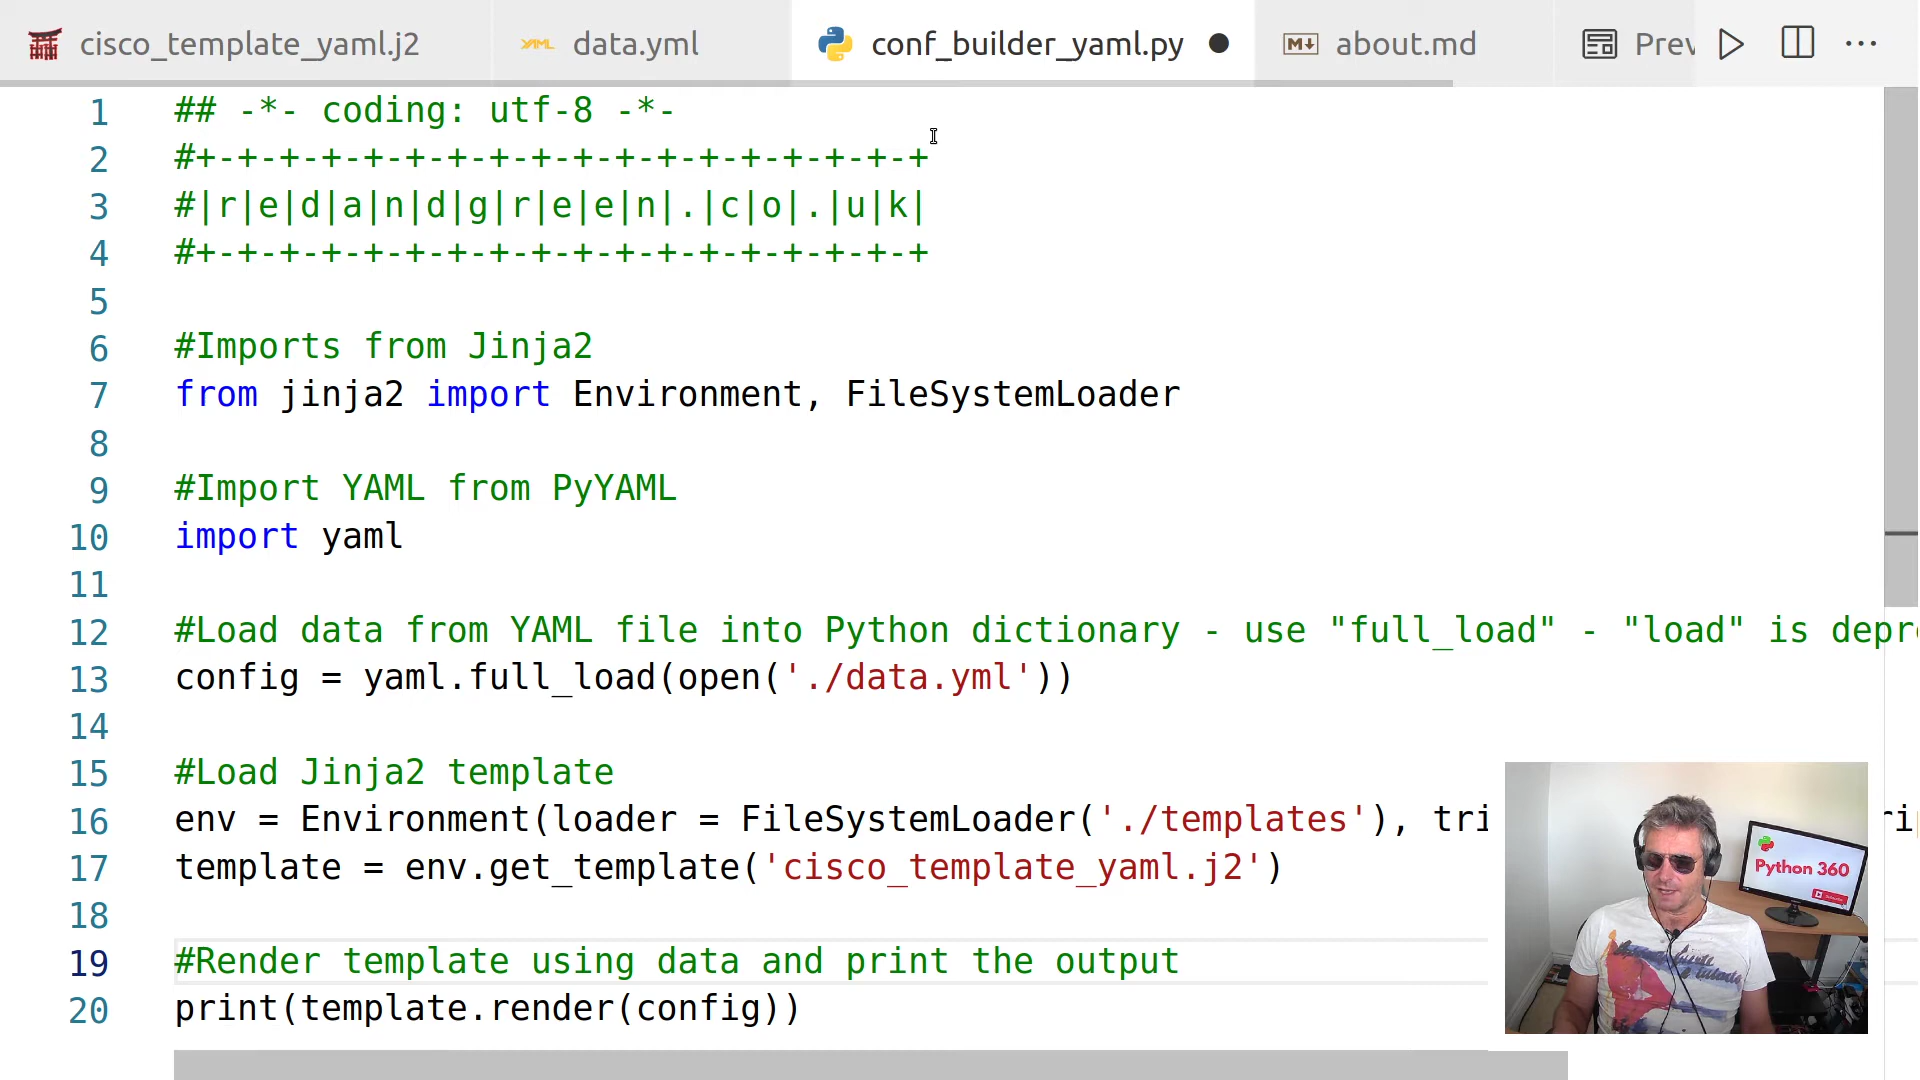 cisco_template_yaml.j2 YAML data.yml conf_builder_yaml.py about.md Prev
1 ## -*- coding: utf-8 -*-
2 #+-+-+-+-+-+-+-+-+-+-+-+-+-+-+-+-+-+
3 #|r|e|d|a|n|d|g|r|e|e|n|.|c|o|.|u|k|
4 #+-+-+-+-+-+-+-+-+-+-+-+-+-+-+-+-+-+
5
6 #Imports from Jinja2
7 from jinja2 import Environment, FileSystemLoader
8
9 #Import YAML from PyYAML
10 import yaml
11
12 #Load data from YAML file into Python dictionary - use "full_load" - "load" is depr
13 config = yaml.full_load(open('./data.yml'))
14
15 #Load Jinja2 template
16 env = Environment(loader = FileSystemLoader('./templates'), tri
17 template = env.get_template('cisco_template_yaml.j2')
18
19 #Render template using data and print the output
20 print(template.render(config))
Python 360